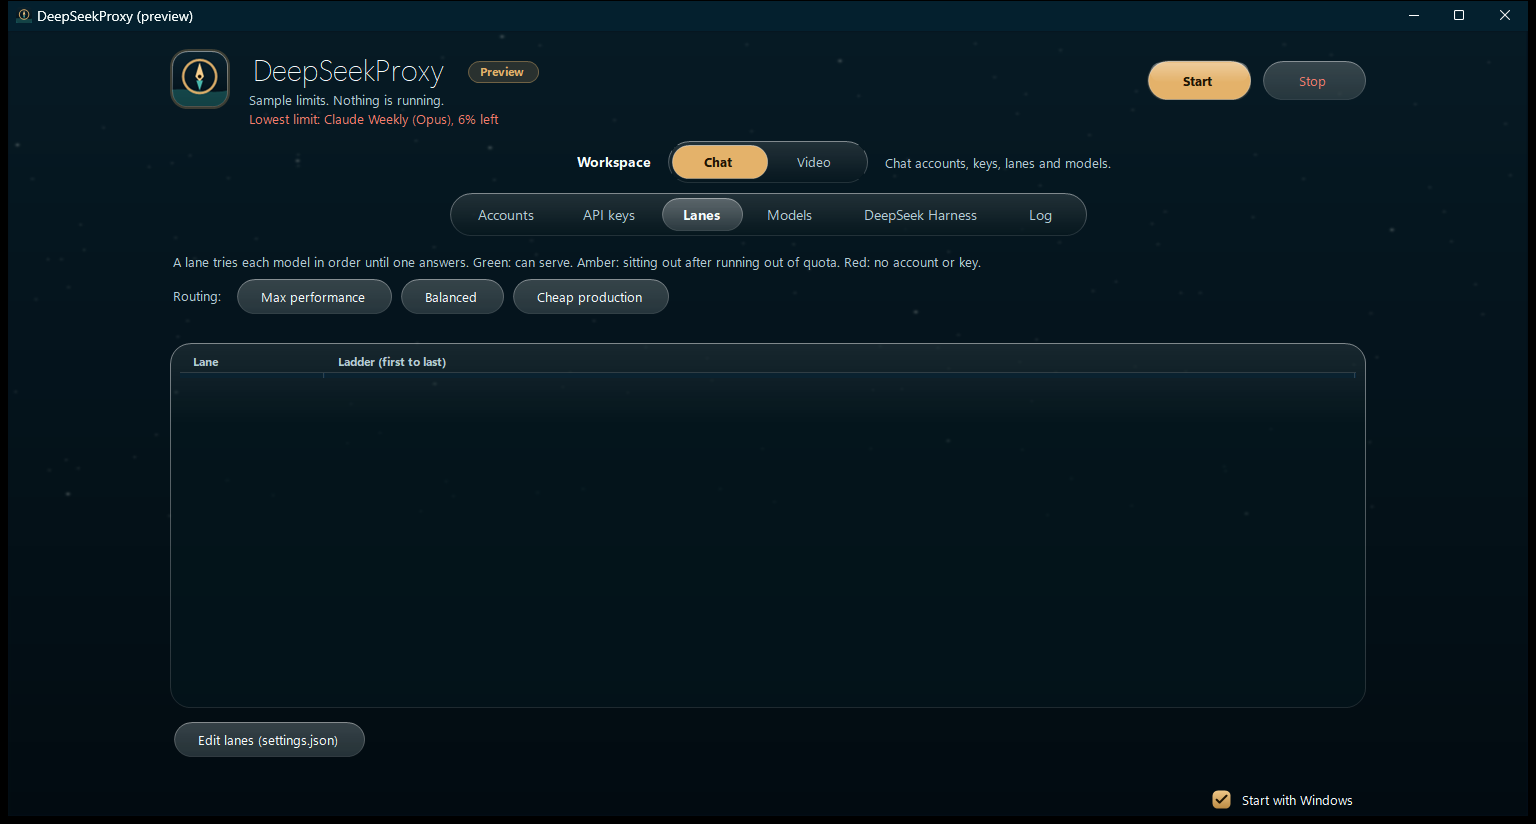 DeepSeekProxy (preview)
DeepSeekProxy Preview
Sample limits. Nothing is running.
Lowest limit: Claude Weekly (Opus), 6% left
Start Stop
Workspace Chat Video Chat accounts, keys, lanes and models.
Accounts API keys Lanes Models DeepSeek Harness Log
A lane tries each model in order until one answers. Green: can serve. Amber: sitting out after running out of quota. Red: no account or key.
Routing: Max performance Balanced Cheap production
Lane Ladder (first to last)
Edit lanes (settings.json)
Start with Windows